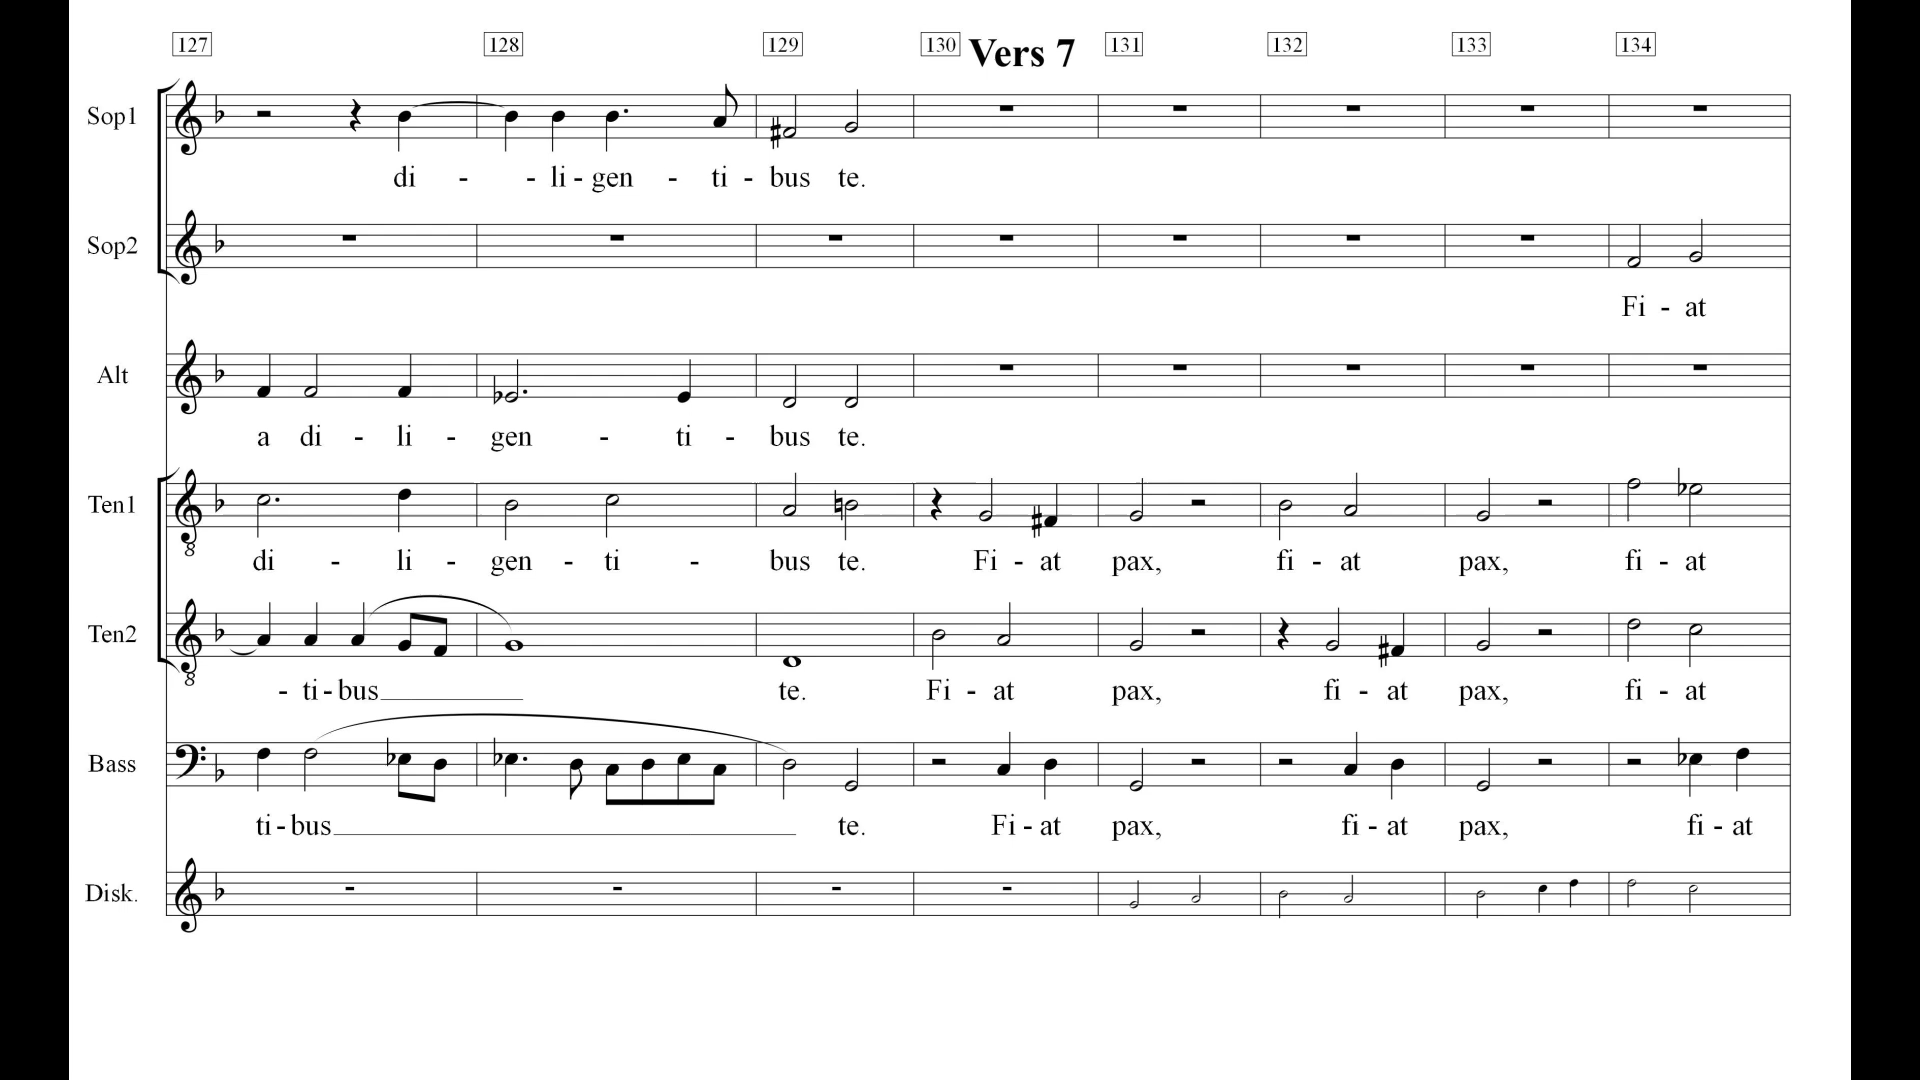 127 128 129 130 Vers 7 131 132 133 134
Sop1
di - - li - gen - ti - bus te.
Sop2
Fi - at
Alt
a di - li - gen - ti - bus te.
Ten1
di - li - gen - ti - bus te. Fi - at pax, fi - at pax, fi - at
Ten2
- ti - bus te. Fi - at pax, fi - at pax, fi - at
Bass
ti - bus te. Fi - at pax, fi - at pax, fi - at
Disk.